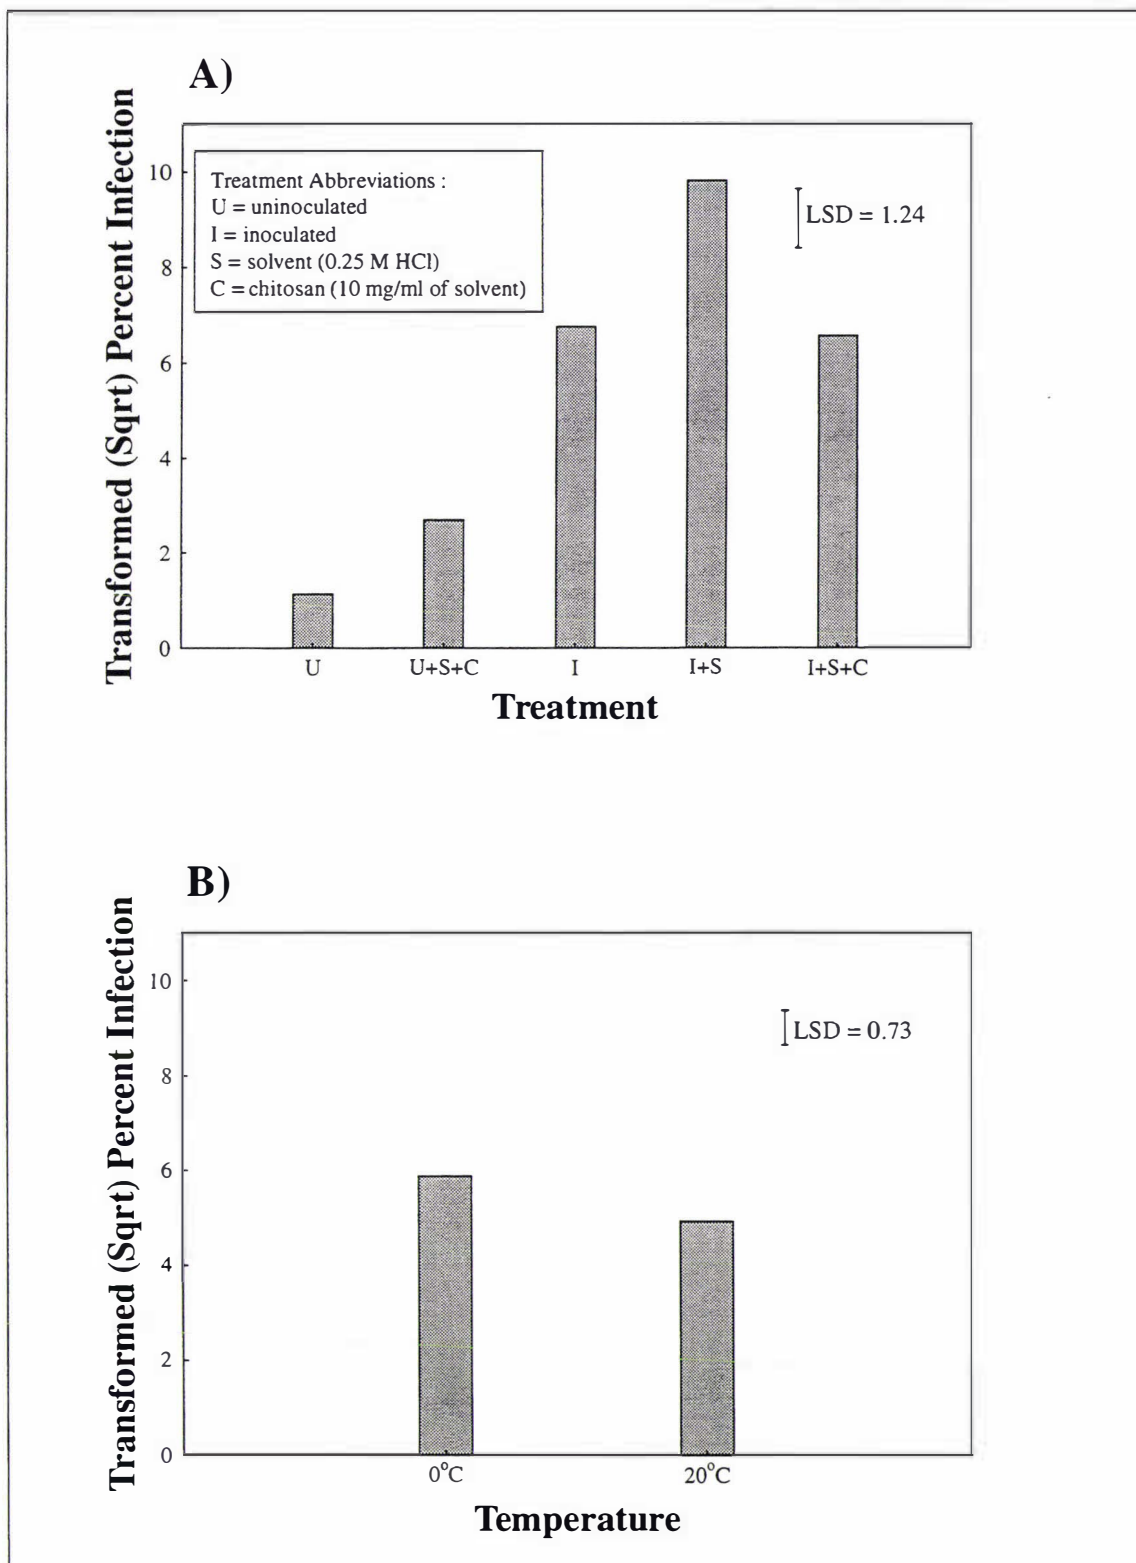 A)
Transformed (Sqrt) Percent Infection
10
8
6
4
2
0
Treatment Abbreviations :
U = uninoculated
I = inoculated
S = solvent (0.25 M HCl)
C = chitosan (10 mg/ml of solvent)
LSD = 1.24
U
U+S+C
I
I+S
I+S+C
Treatment
B)
Transformed (Sqrt) Percent Infection
10
8
6
4
2
0
LSD = 0.73
0°C
20°C
Temperature